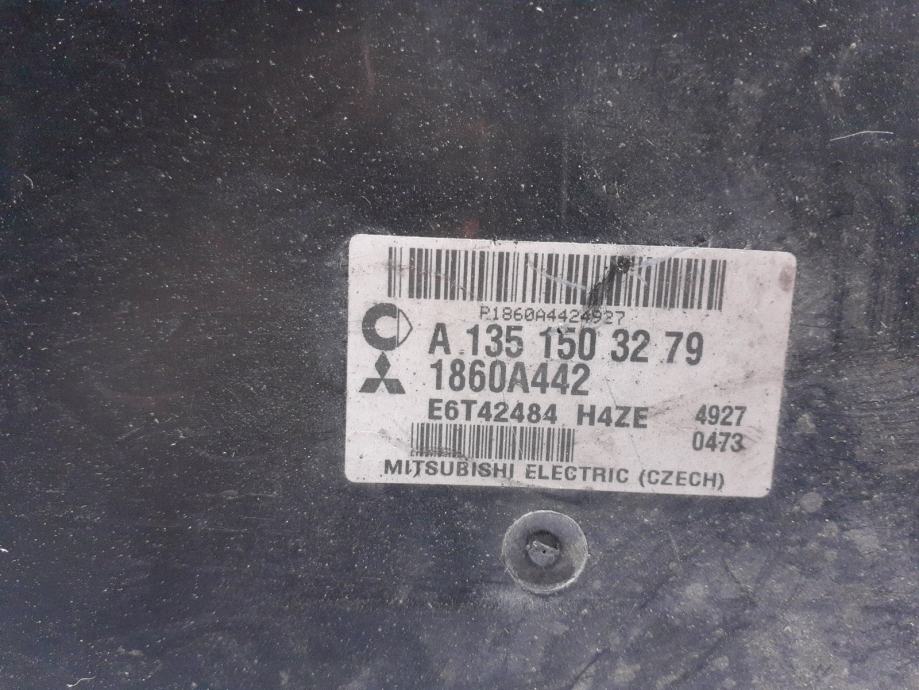 P1860A4424927
A 135 150 32 79
1860A442
E6T42484 H4ZE 4927
0473
MITSUBISHI ELECTRIC (CZECH)